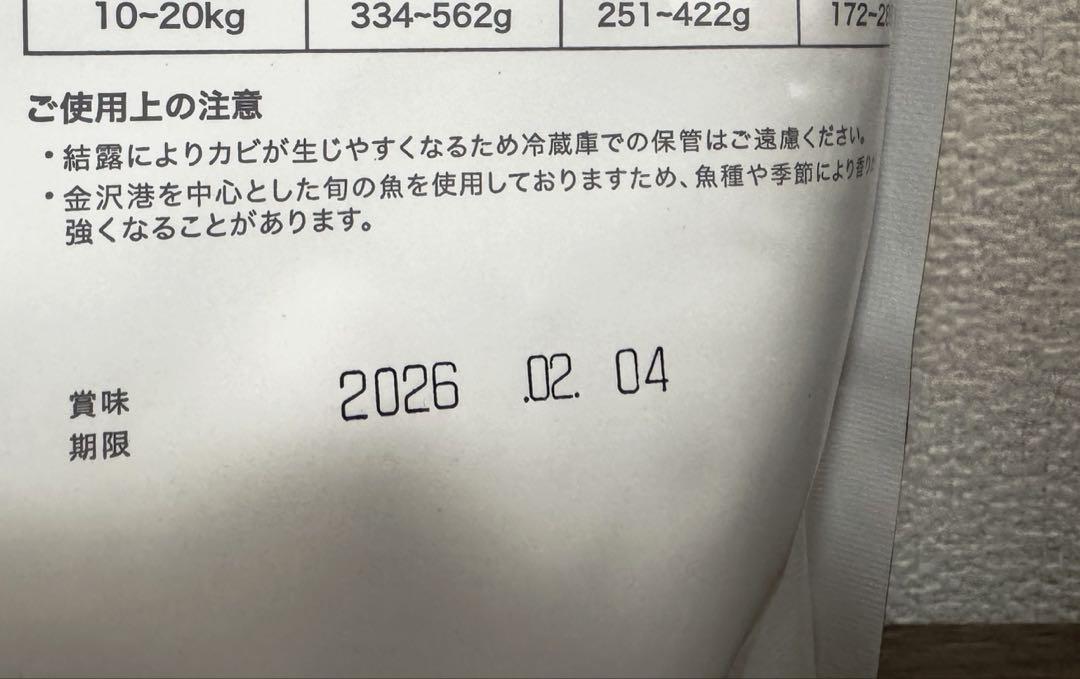 10~20kg 334~562g 251~422g
ご使用上の注意
・結露によりカビが生じやすくなるため冷蔵庫での保管はご遠慮ください。
・金沢港を中心とした旬の魚を使用しておりますため、魚種や季節により香り
強くなることがあります。
賞味 2026 .02. 04
期限